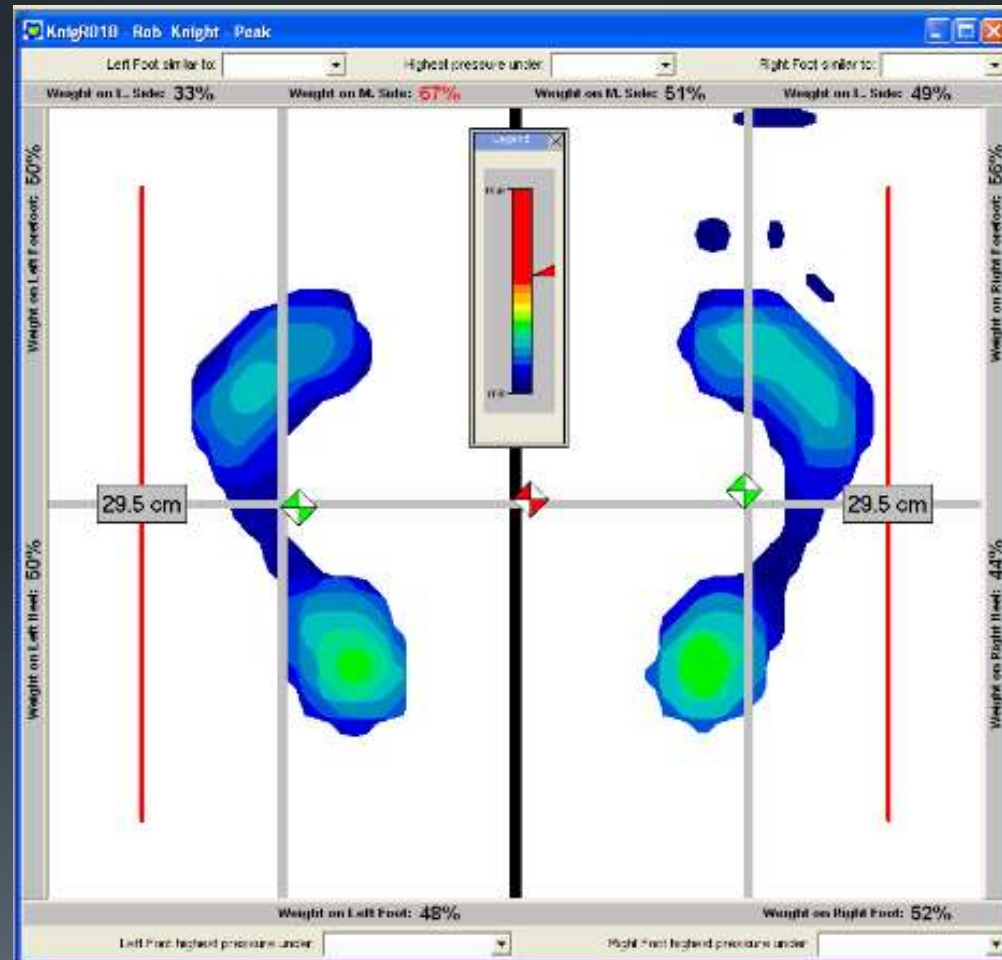 KnigR010 Rob Knight Peak
Left Foot similar to:
Highest pressure under:
Right Foot similar to:
Weight on L. Side: 33%
Weight on M. Side: 67%
Weight on M. Side: 51%
Weight on L. Side: 49%
Legend
max
min
Weight on Left Forefoot: 50%
Weight on Left Heel: 50%
Weight on Right Forefoot: 56%
Weight on Right Heel: 44%
29.5 cm
29.5 cm
Weight on Left Foot: 48%
Weight on Right Foot: 52%
Left Foot highest pressure under:
Right Foot highest pressure under: